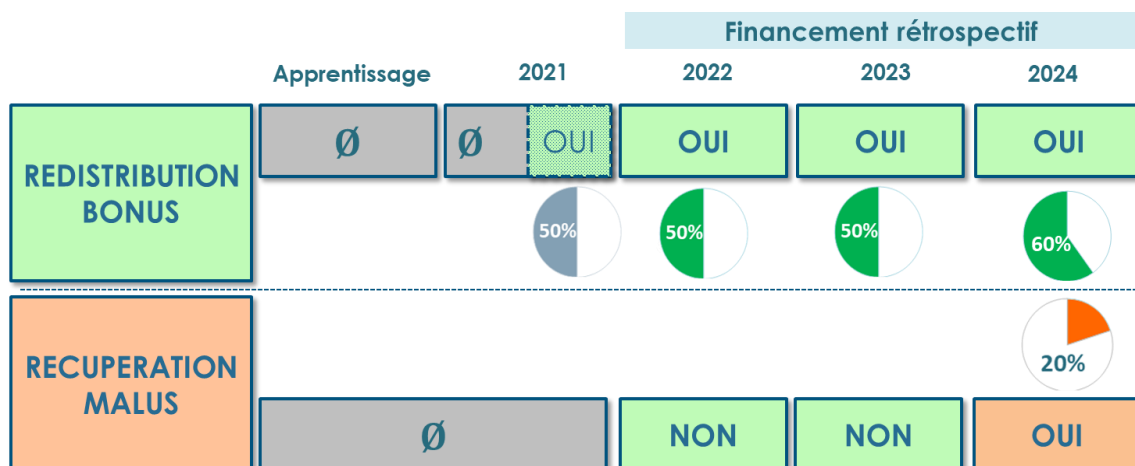 Financement rétrospectif
Apprentissage 2021 2022 2023 2024
REDISTRIBUTION
BONUS
Ø Ø OUI OUI OUI OUI
50% 50% 50% 60%
RECUPERATION
MALUS
20%
Ø NON NON OUI